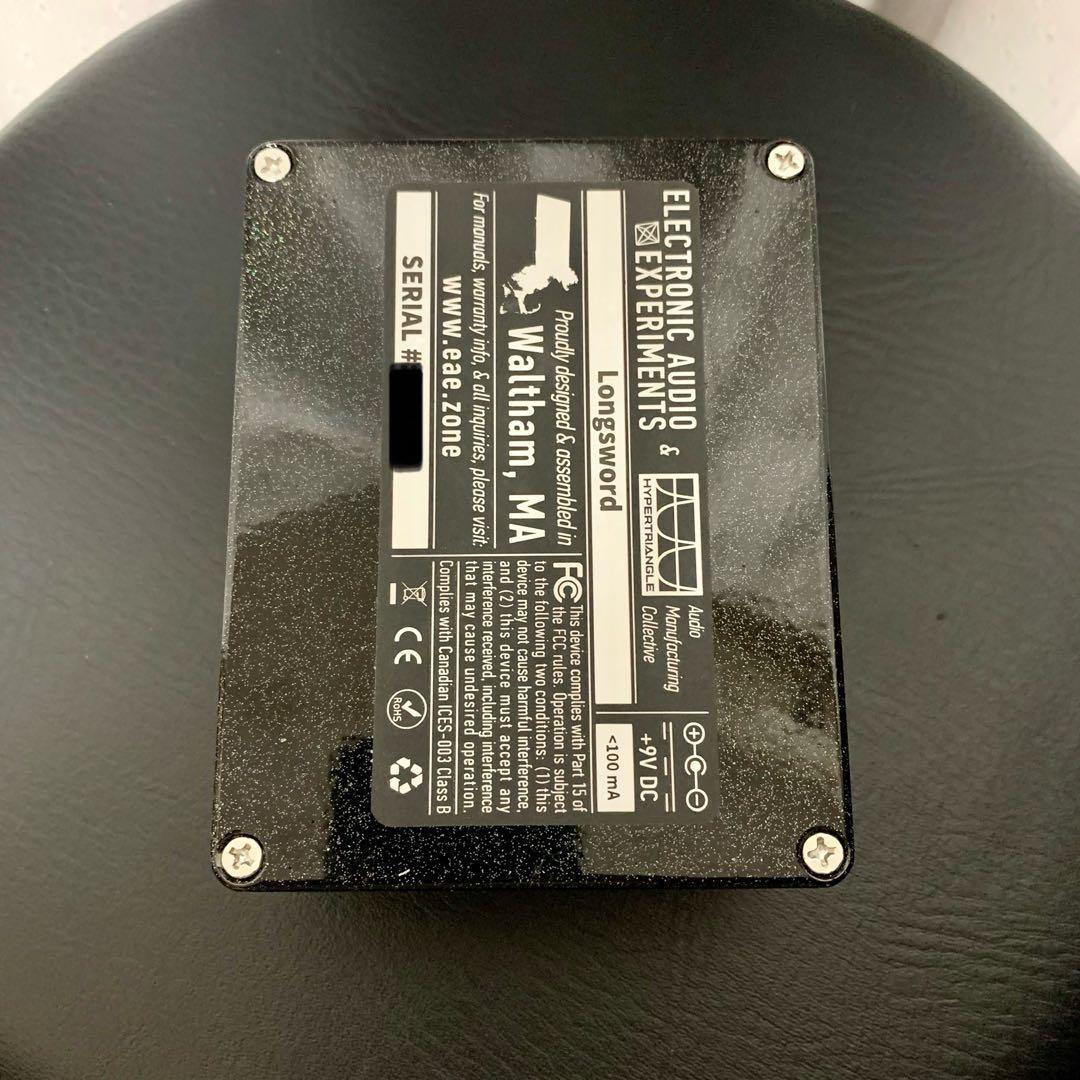 ELECTRONIC AUDIO
EXPERIMENTS &
HYPERTRIANGLE
Audio
Manufacturing
Collective
+9V DC
Longsword
<100 mA
Proudly designed & assembled in
Waltham, MA
For manuals, warranty info, & all inquiries, please visit:
www.eae.zone
SERIAL #
FC This device complies with Part 15 of
the FCC rules. Operation is subject
to the following two conditions: (1) this
device may not cause harmful interference,
and (2) this device must accept any
interference received, including interference
that may cause undesired operation.
Complies with Canadian ICES-003 Class B
CE
RoHS